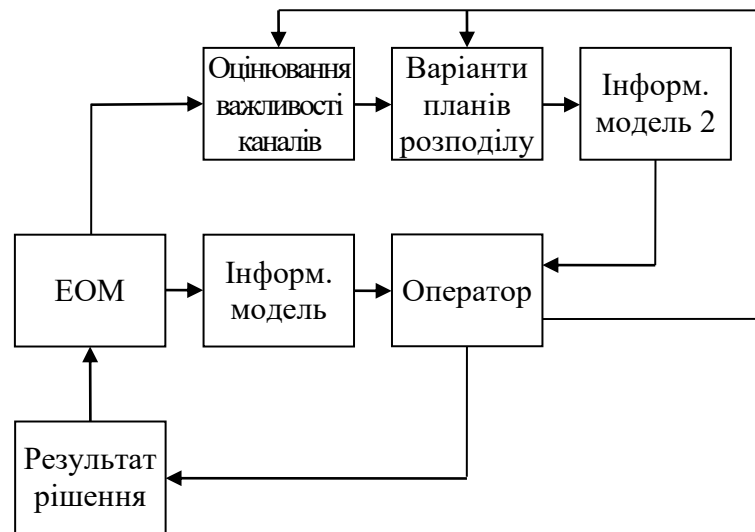 Оцінювання
важливості
каналів
Варіанти
планів
розподілу
Інформ.
модель 2
ЕОМ
Інформ.
модель
Оператор
Результат
рішення